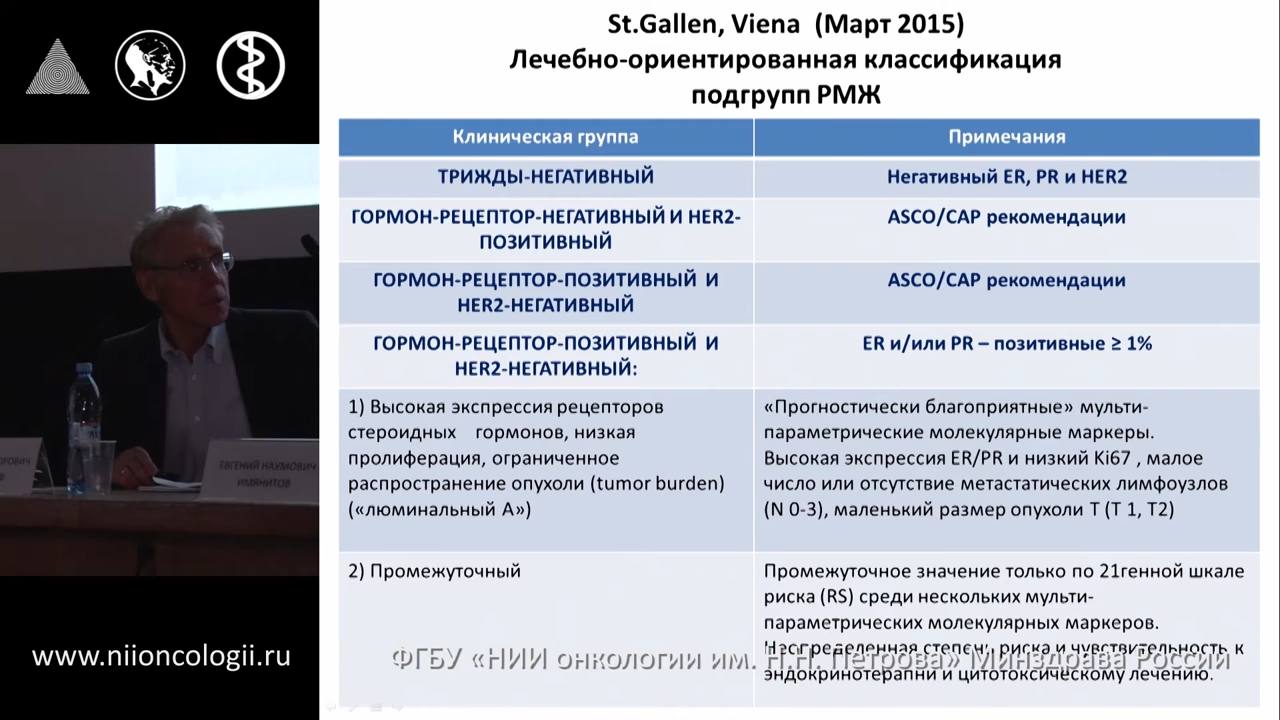 St.Gallen, Viena (Март 2015)
Лечебно-ориентированная классификация
подгрупп РМЖ
Клиническая группа
Примечания
ТРИЖДЫ-НЕГАТИВНЫЙ
Негативный ER, PR и HER2
ГОРМОН-РЕЦЕПТОР-НЕГАТИВНЫЙ И HER2-
ПОЗИТИВНЫЙ
ASCO/CAP рекомендации
ГОРМОН-РЕЦЕПТОР-ПОЗИТИВНЫЙ И
HER2-НЕГАТИВНЫЙ
ASCO/CAP рекомендации
ГОРМОН-РЕЦЕПТОР-ПОЗИТИВНЫЙ И
HER2-НЕГАТИВНЫЙ:
ER и/или PR – позитивные ≥ 1%
1) Высокая экспрессия рецепторов
стероидных гормонов, низкая
пролиферация, ограниченное
распространение опухоли (tumor burden)
(«люминальный А»)
«Прогностически благоприятные» мульти-
параметрические молекулярные маркеры.
Высокая экспрессия ER/PR и низкий Ki67 , малое
число или отсутствие метастатических лимфоузлов
(N 0-3), маленький размер опухоли Т (Т 1, Т2)
2) Промежуточный
Промежуточное значение только по 21генной шкале
риска (RS) среди нескольких мульти-
параметрических молекулярных маркеров.
Неопределенная степень риска и чувствительность к
эндокринотерапни и цитотоксическому лечению.
ЕВГЕНИЙ НАУМОВИЧ
ИМЯНИТОВ
www.niioncologii.ru
ФГБУ «НИИ онкологии им. Н.Н. Петрова» Минздрава России